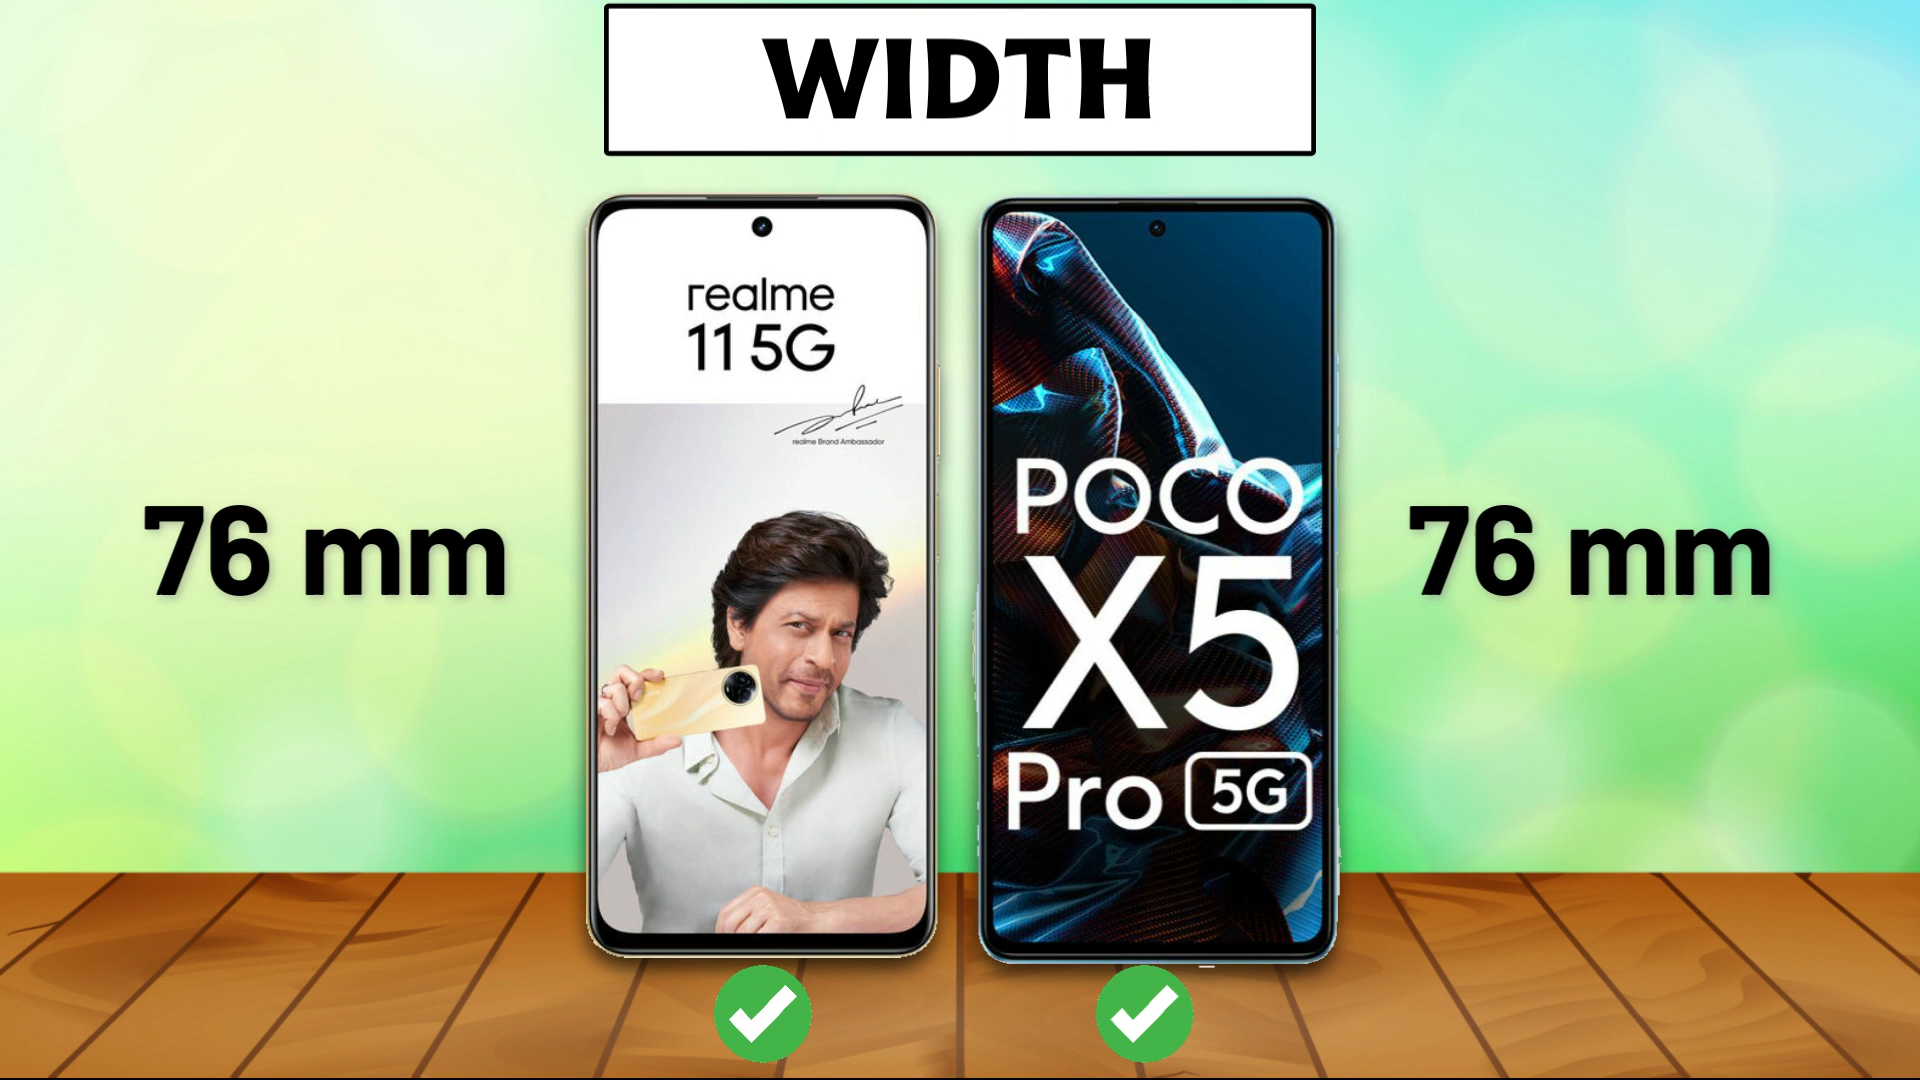 WIDTH
realme
11 5G
realme Brand Ambassador
76 mm
POCO
X5
Pro 5G
76 mm